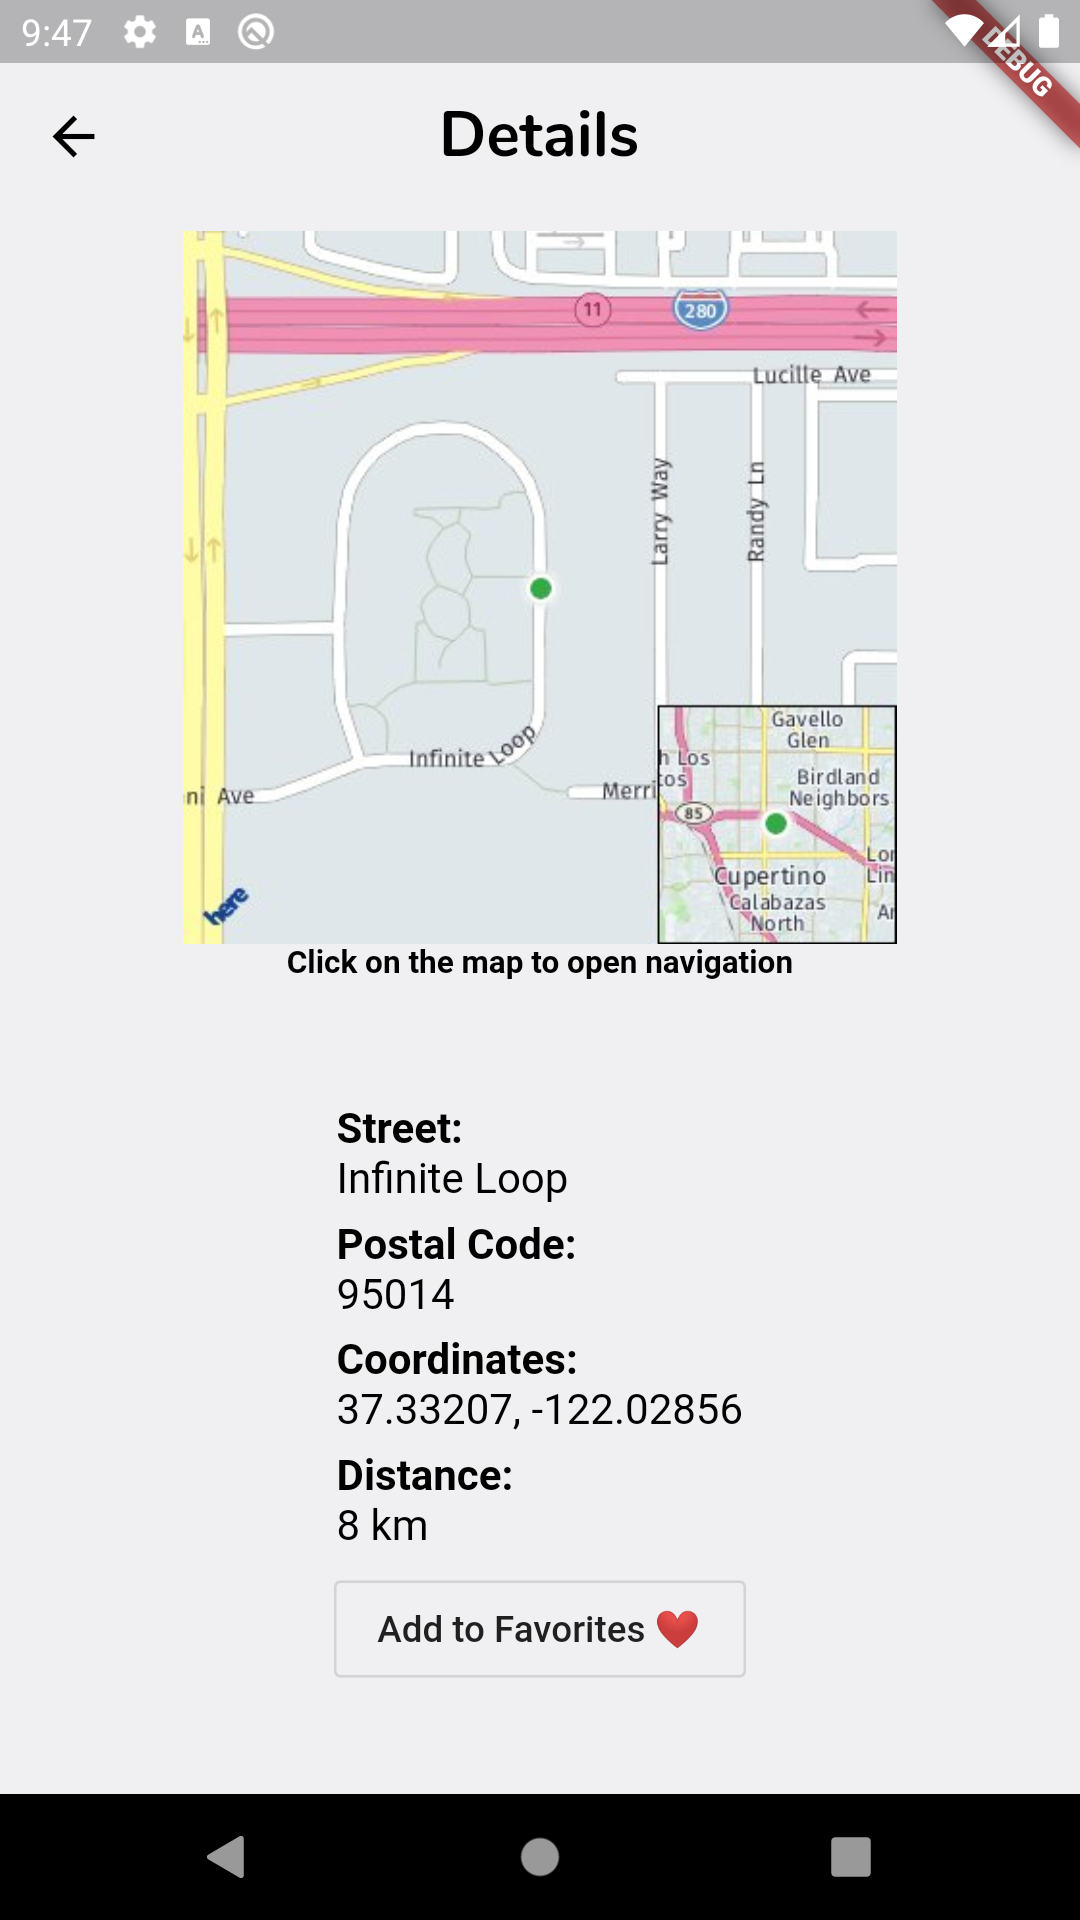 9:47
DEBUG
Details
11
280
Lucille Ave
Larry Way
Randy Ln
Infinite Loop
ni Ave
Merri
here
Gavello
Glen
h Los
tos
Birdland
Neighbors
85
Lor
Lin
Cupertino
Calabazas
North
Ar
Click on the map to open navigation
Street:
Infinite Loop
Postal Code:
95014
Coordinates:
37.33207, -122.02856
Distance:
8 km
Add to Favorites ❤️